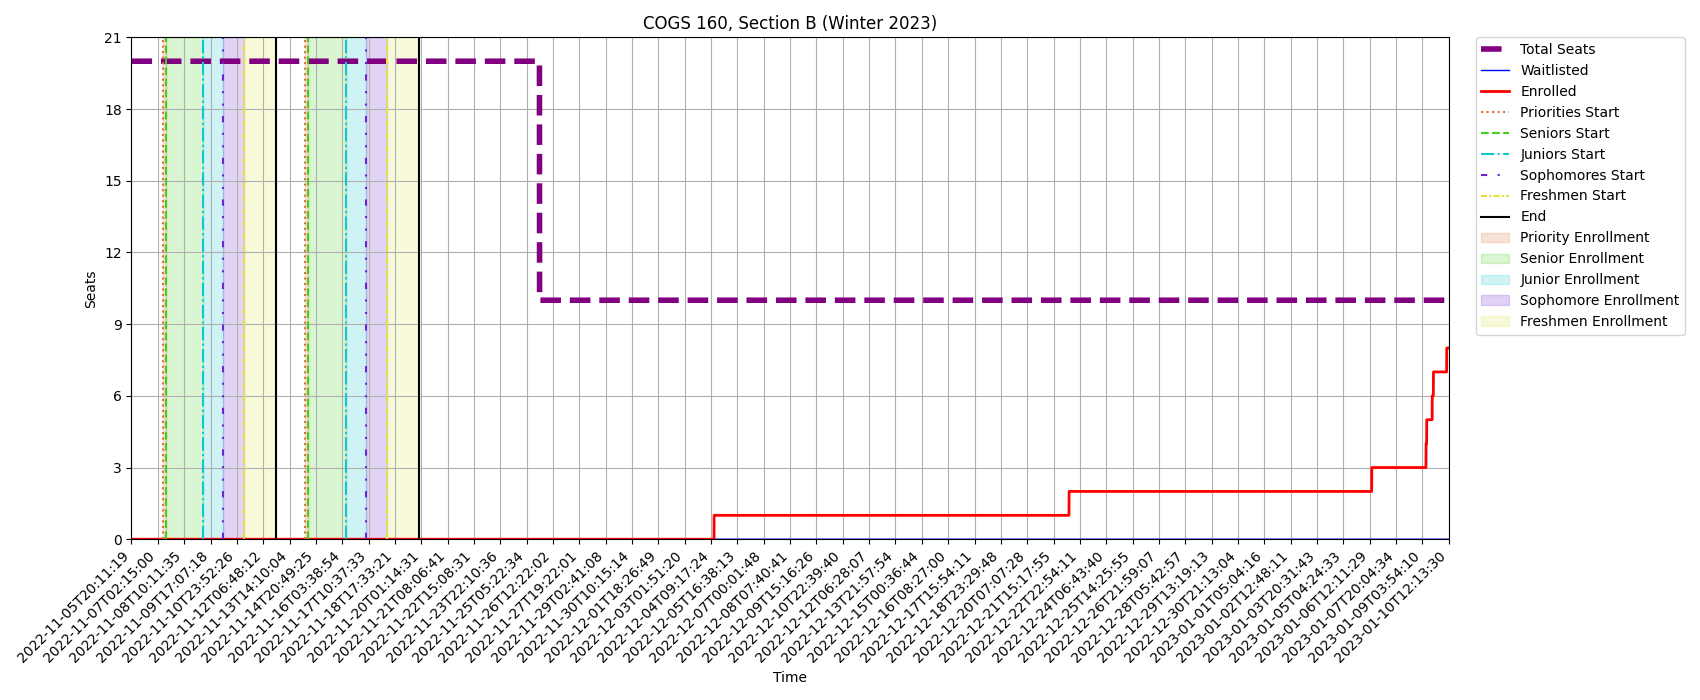 COGS 160, Section B (Winter 2023)
Seats
21
18
15
12
9
6
3
0
2022-11-05T20:11:19
2022-11-07T02:15:00
2022-11-08T10:11:35
2022-11-09T17:07:18
2022-11-10T23:52:26
2022-11-12T06:48:12
2022-11-13T14:10:04
2022-11-14T20:49:25
2022-11-16T03:38:54
2022-11-17T10:37:33
2022-11-18T17:33:21
2022-11-20T01:14:31
2022-11-21T08:06:41
2022-11-22T15:08:31
2022-11-23T22:10:36
2022-11-25T05:22:34
2022-11-26T12:22:02
2022-11-27T19:22:01
2022-11-29T02:41:08
2022-11-30T10:15:14
2022-12-01T18:26:49
2022-12-03T01:51:20
2022-12-04T09:17:24
2022-12-05T16:38:13
2022-12-07T00:01:48
2022-12-08T07:40:41
2022-12-09T15:16:26
2022-12-10T22:39:40
2022-12-12T06:28:07
2022-12-13T21:57:54
2022-12-15T00:36:44
2022-12-16T08:27:00
2022-12-17T15:54:11
2022-12-18T23:29:48
2022-12-20T07:07:28
2022-12-21T15:17:55
2022-12-22T22:54:11
2022-12-24T06:43:40
2022-12-25T14:25:55
2022-12-26T21:59:07
2022-12-28T05:42:57
2022-12-29T13:19:13
2022-12-30T21:13:04
2023-01-01T05:04:16
2023-01-02T12:48:11
2023-01-03T20:31:43
2023-01-05T04:24:33
2023-01-06T12:11:29
2023-01-07T20:04:34
2023-01-09T03:54:10
2023-01-10T12:13:30
Time
Total Seats
Waitlisted
Enrolled
Priorities Start
Seniors Start
Juniors Start
Sophomores Start
Freshmen Start
End
Priority Enrollment
Senior Enrollment
Junior Enrollment
Sophomore Enrollment
Freshmen Enrollment